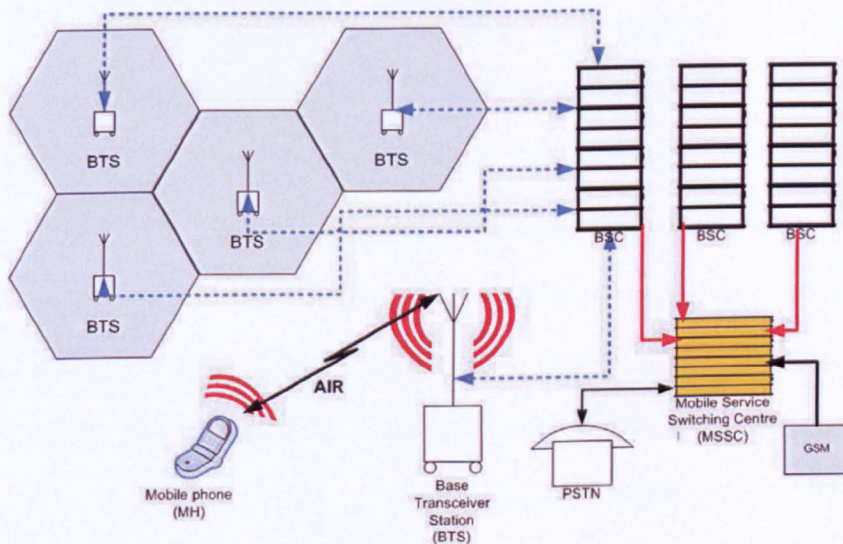 BTS
BTS
BTS
BTS
BSC
BSC
BSC
AIR
Mobile phone
(MH)
Base
Transceiver
Station
(BTS)
PSTN
Mobile Service
Switching Centre
(MSSC)
GSM